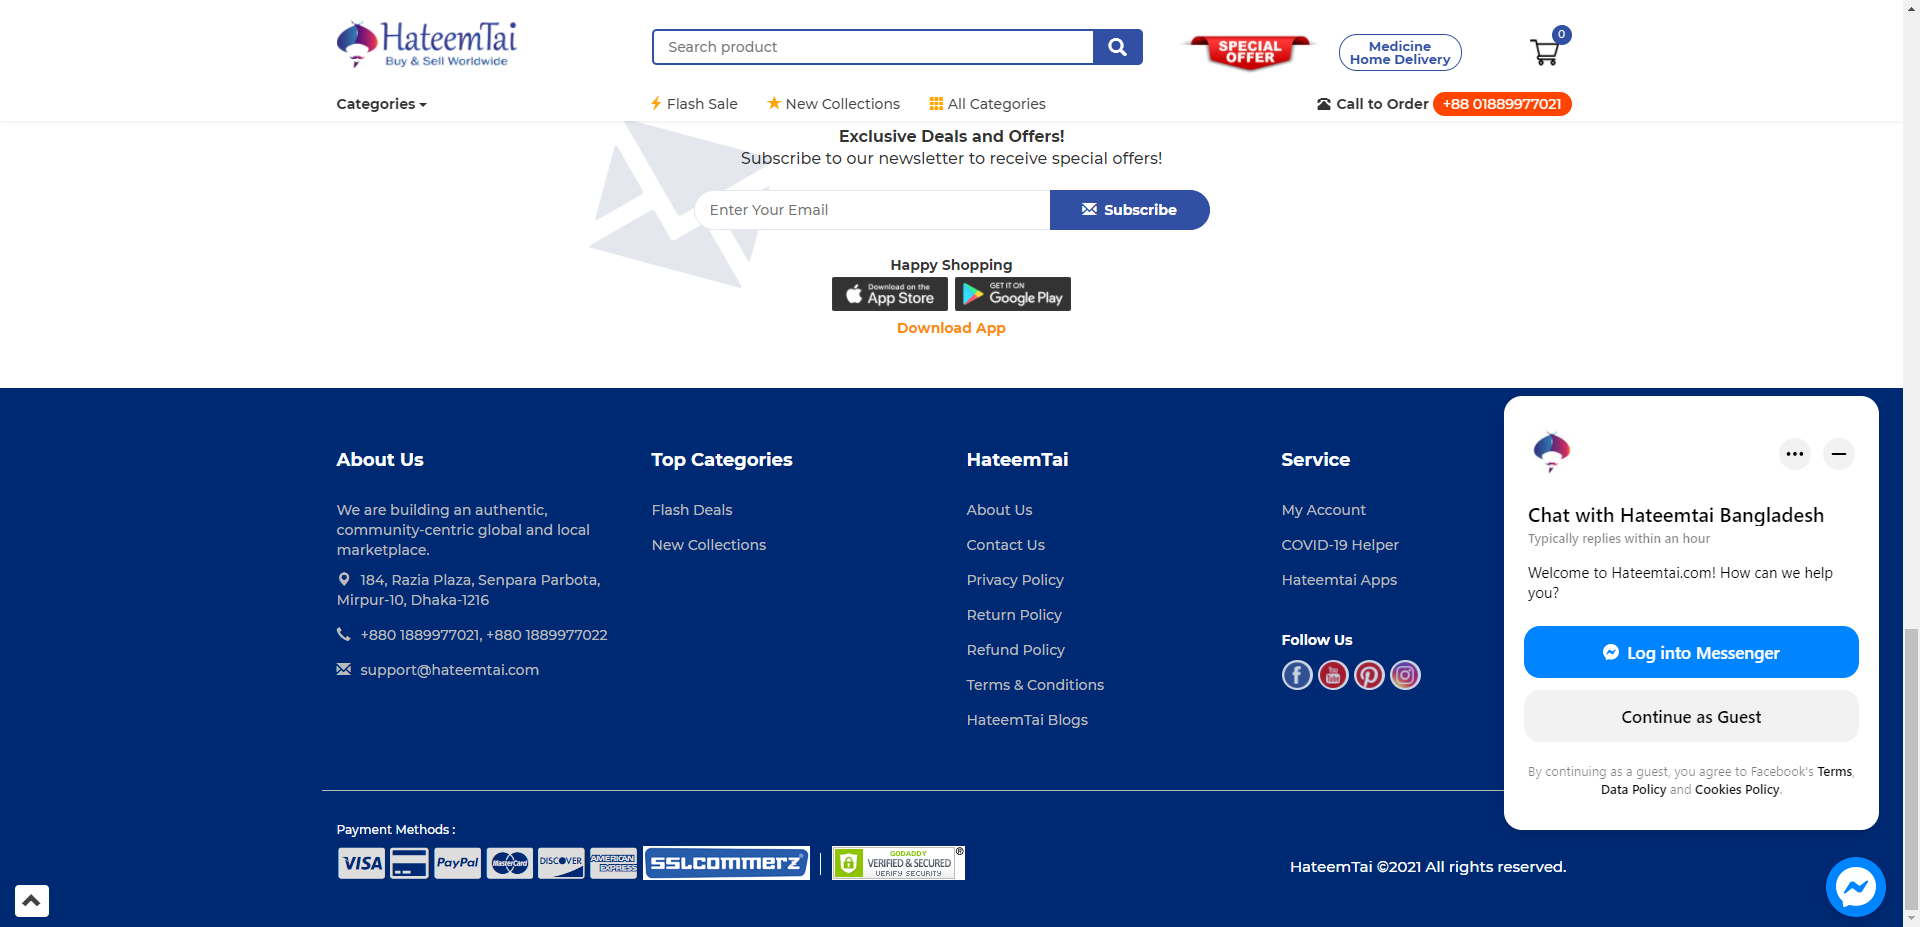 HateemTai
Buy & Sell Worldwide
Search product
SPECIAL
OFFER
Medicine
Home Delivery
0
Categories
Flash Sale
New Collections
All Categories
Call to Order +88 01889977021
Exclusive Deals and Offers!
Subscribe to our newsletter to receive special offers!
Enter Your Email
Subscribe
Happy Shopping
Download on the
App Store
GET IT ON
Google Play
Download App
About Us
We are building an authentic,
community-centric global and local
marketplace.
184, Razia Plaza, Senpara Parbota,
Mirpur-10, Dhaka-1216
+880 1889977021, +880 1889977022
support@hateemtai.com
Top Categories
Flash Deals
New Collections
HateemTai
About Us
Contact Us
Privacy Policy
Return Policy
Refund Policy
Terms & Conditions
HateemTai Blogs
Service
My Account
COVID-19 Helper
Hateemtai Apps
Follow Us
You
Tube
Chat with Hateemtai Bangladesh
Typically replies within an hour
Welcome to Hateemtai.com! How can we help
you?
Log into Messenger
Continue as Guest
By continuing as a guest, you agree to Facebook's Terms,
Data Policy and Cookies Policy.
Payment Methods :
VISA
PayPal
MasterCard
DISCOVER
AMERICAN
EXPRESS
SSLCOMMERZ
GODADDY
VERIFIED & SECURED
VERIFY SECURITY
®
HateemTai ©2021 All rights reserved.